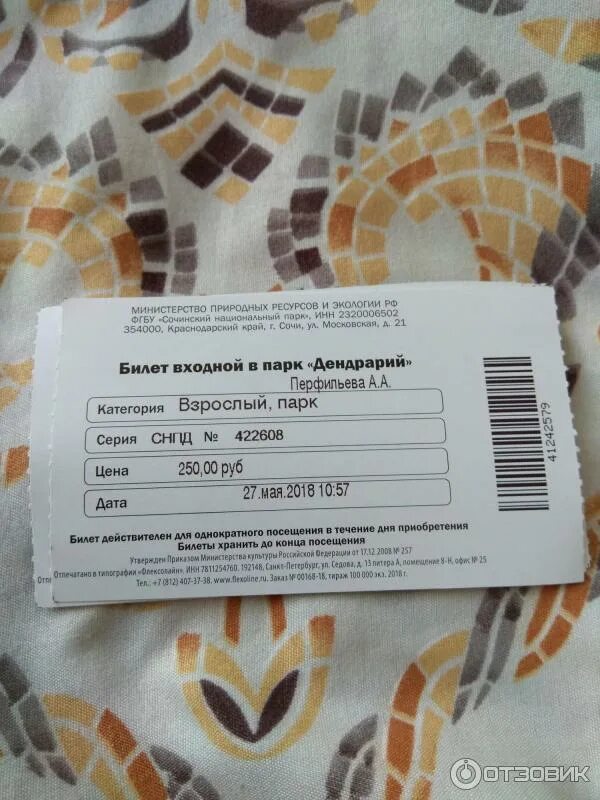 МИНИСТЕРСТВО ПРИРОДНЫХ РЕСУРСОВ И ЭКОЛОГИИ РФ
ФГБУ «Сочинский национальный парк», ИНН 2320006502
354000, Краснодарский край, г. Сочи, ул. Московская, д. 21
Билет входной в парк «Дендрарий»
Перфильева А.А.
Категория Взрослый, парк
Серия СНПД № 422608
Цена 250,00 руб
Дата 27.мая.2018 10:57
41242579
Билет действителен для однократного посещения в течение дня приобретения
Билеты хранить до конца посещения
Утвержден Приказом Министерства культуры Российской Федерации от 17.12.2008 № 257
Отпечатано в типографии «Флексолайн». ИНН 7811254760. 192148, Санкт-Петербург, ул. Седова, д. 13 литера А, помещение 8-Н, офис № 25
Тел.: +7 (812) 407-37-38. www.flexoline.ru. Заказ № 00168-18, тираж 100 000 экз. 2018 г.
ОТЗОВИК